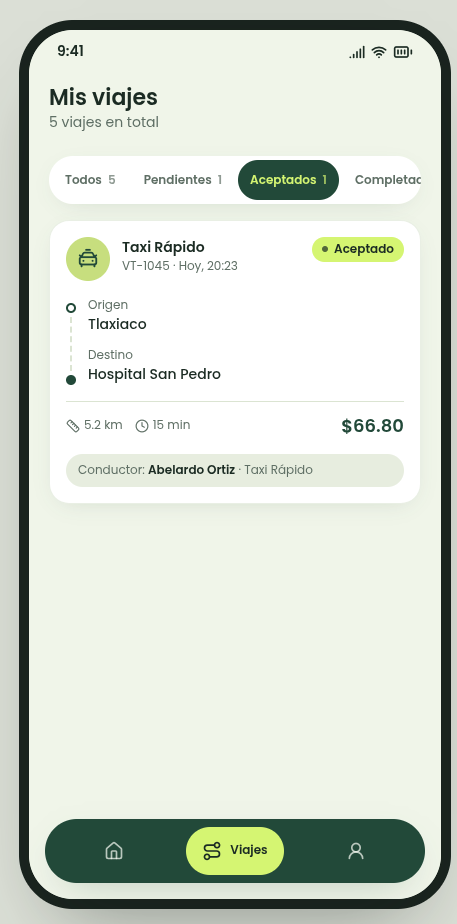 9:41
Mis viajes
5 viajes en total
Todos 5 Pendientes 1 Aceptados 1 Completad
Taxi Rápido
Aceptado
VT-1045 · Hoy, 20:23
Origen
Tlaxiaco
Destino
Hospital San Pedro
5.2 km 15 min $66.80
Conductor: Abelardo Ortiz · Taxi Rápido
Viajes